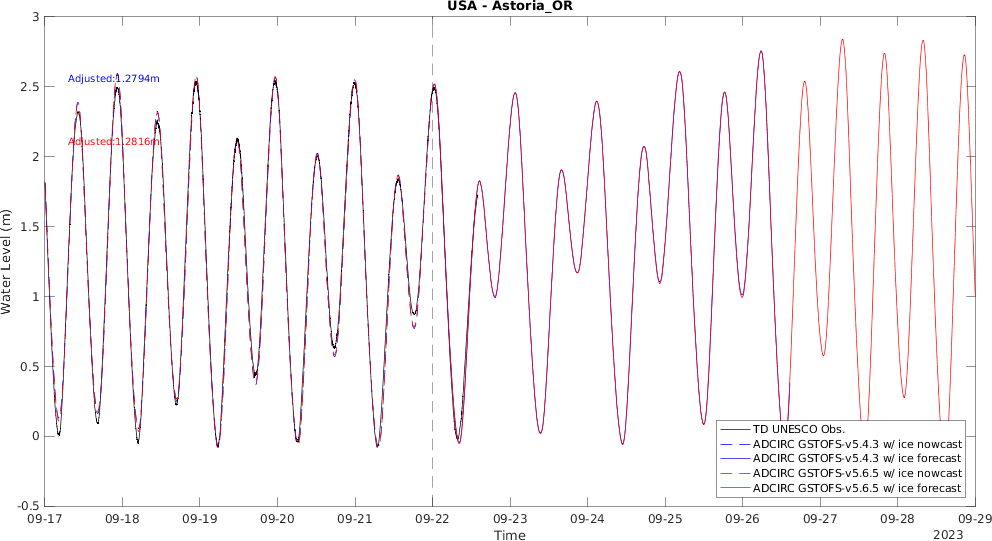 USA - Astoria_OR
3
2.5
2
1.5
1
0.5
0
-0.5
Water Level (m)
Adjusted:1.2794m
Adjusted:1.2816m
TD UNESCO Obs.
ADCIRC GSTOFS-v5.4.3 w/ ice nowcast
ADCIRC GSTOFS-v5.4.3 w/ ice forecast
ADCIRC GSTOFS-v5.6.5 w/ ice nowcast
ADCIRC GSTOFS-v5.6.5 w/ ice forecast
09-17 09-18 09-19 09-20 09-21 09-22 09-23 09-24 09-25 09-26 09-27 09-28 09-29
Time
2023